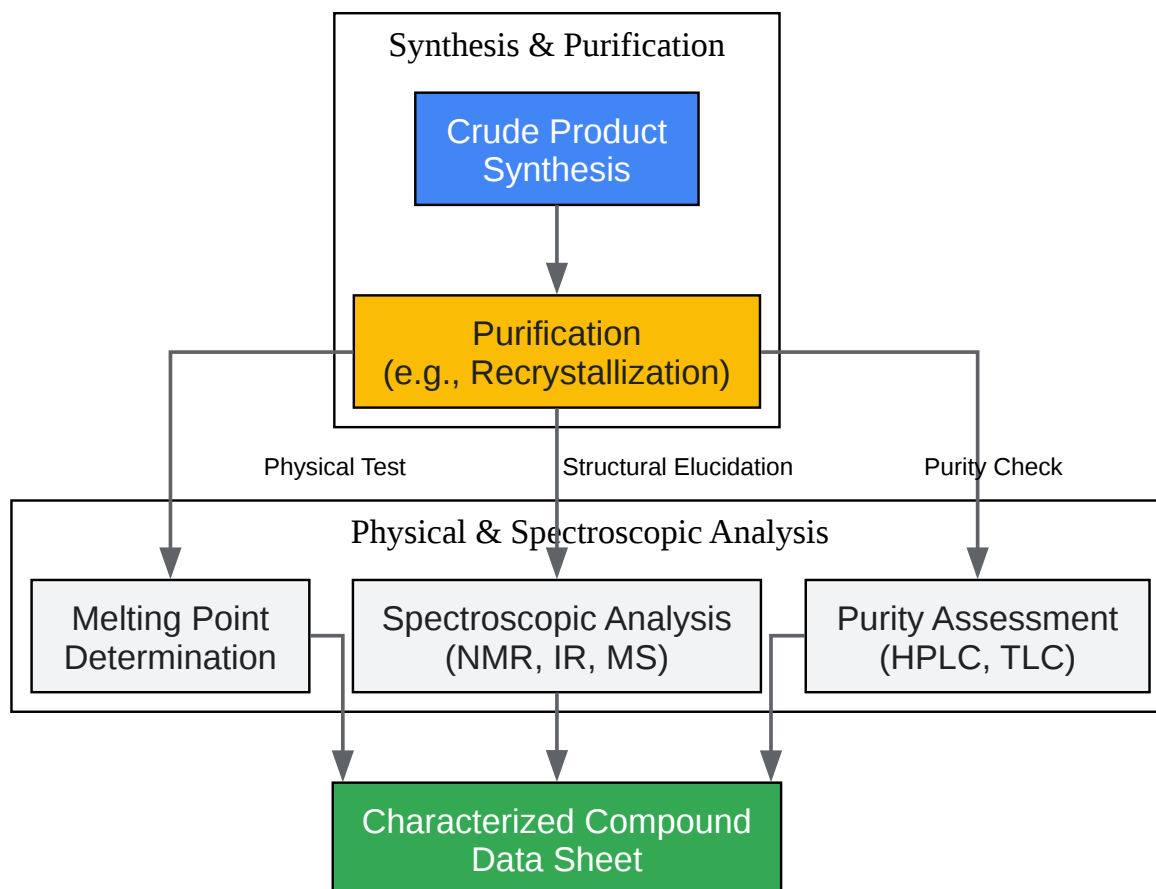 Synthesis & Purification
Crude Product
Synthesis
Purification
(e.g., Recrystallization)
Physical Test
Structural Elucidation
Purity Check
Physical & Spectroscopic Analysis
Melting Point
Determination
Spectroscopic Analysis
(NMR, IR, MS)
Purity Assessment
(HPLC, TLC)
Characterized Compound
Data Sheet